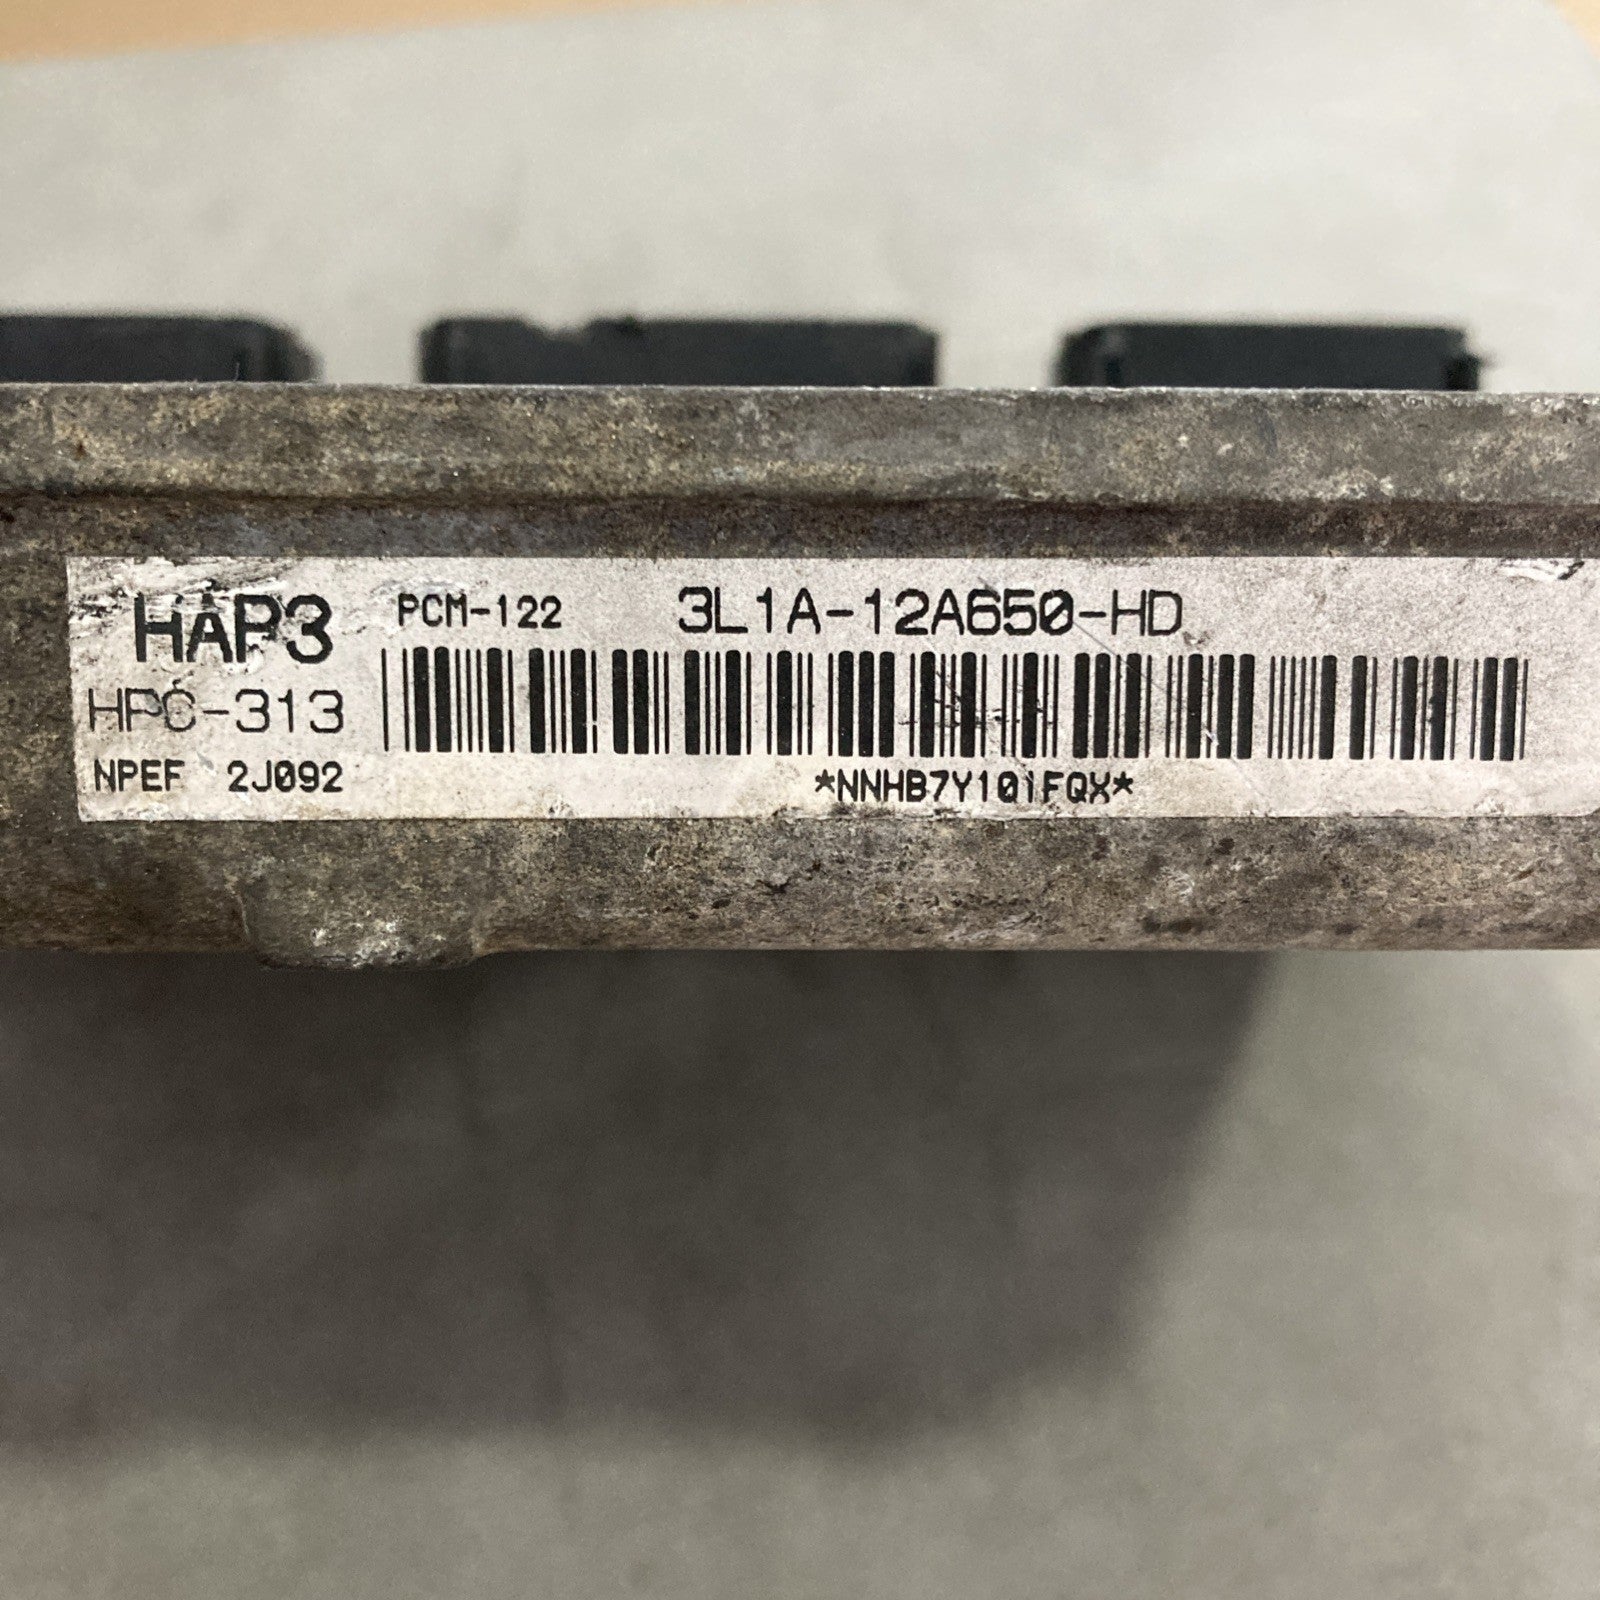 HAP3 PCM-122 3L1A-12A650-HD
HPC-313
NPEF 2J092
*NNHB7Y101FQX*